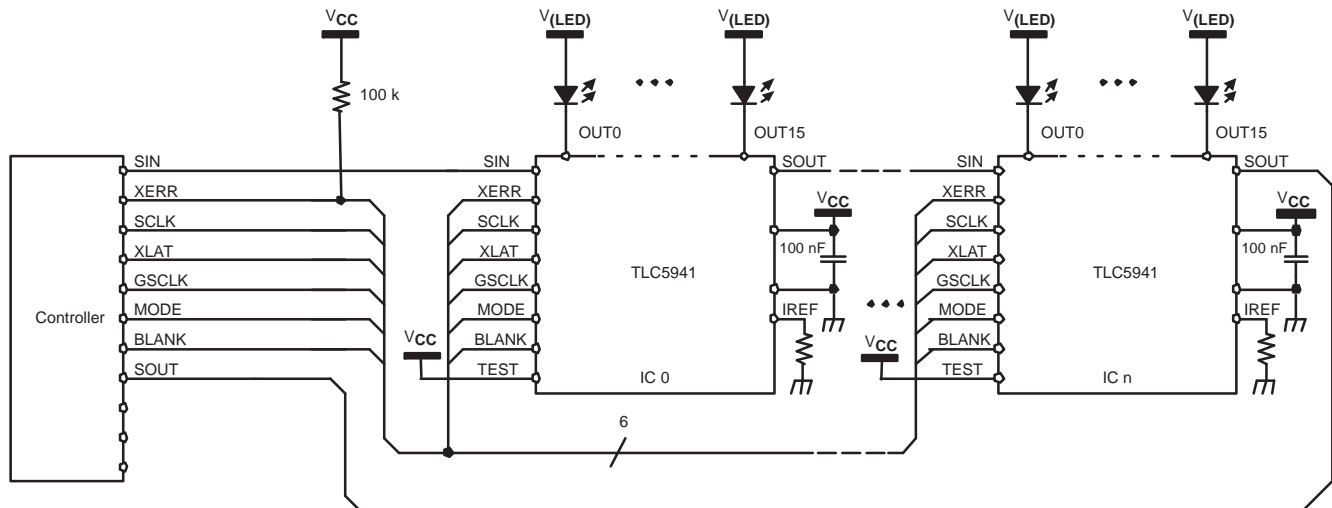 VCC
V(LED)
V(LED)
V(LED)
V(LED)
100 k
OUT0
OUT15
OUT0
OUT15
SIN
SIN
SOUT
SIN
SOUT
XERR
XERR
XERR
VCC
VCC
SCLK
SCLK
SCLK
XLAT
XLAT
100 nF
XLAT
100 nF
TLC5941
TLC5941
GSCLK
GSCLK
GSCLK
Controller
MODE
MODE
IREF
MODE
IREF
BLANK
VCC
BLANK
VCC
BLANK
SOUT
TEST
IC 0
TEST
IC n
6